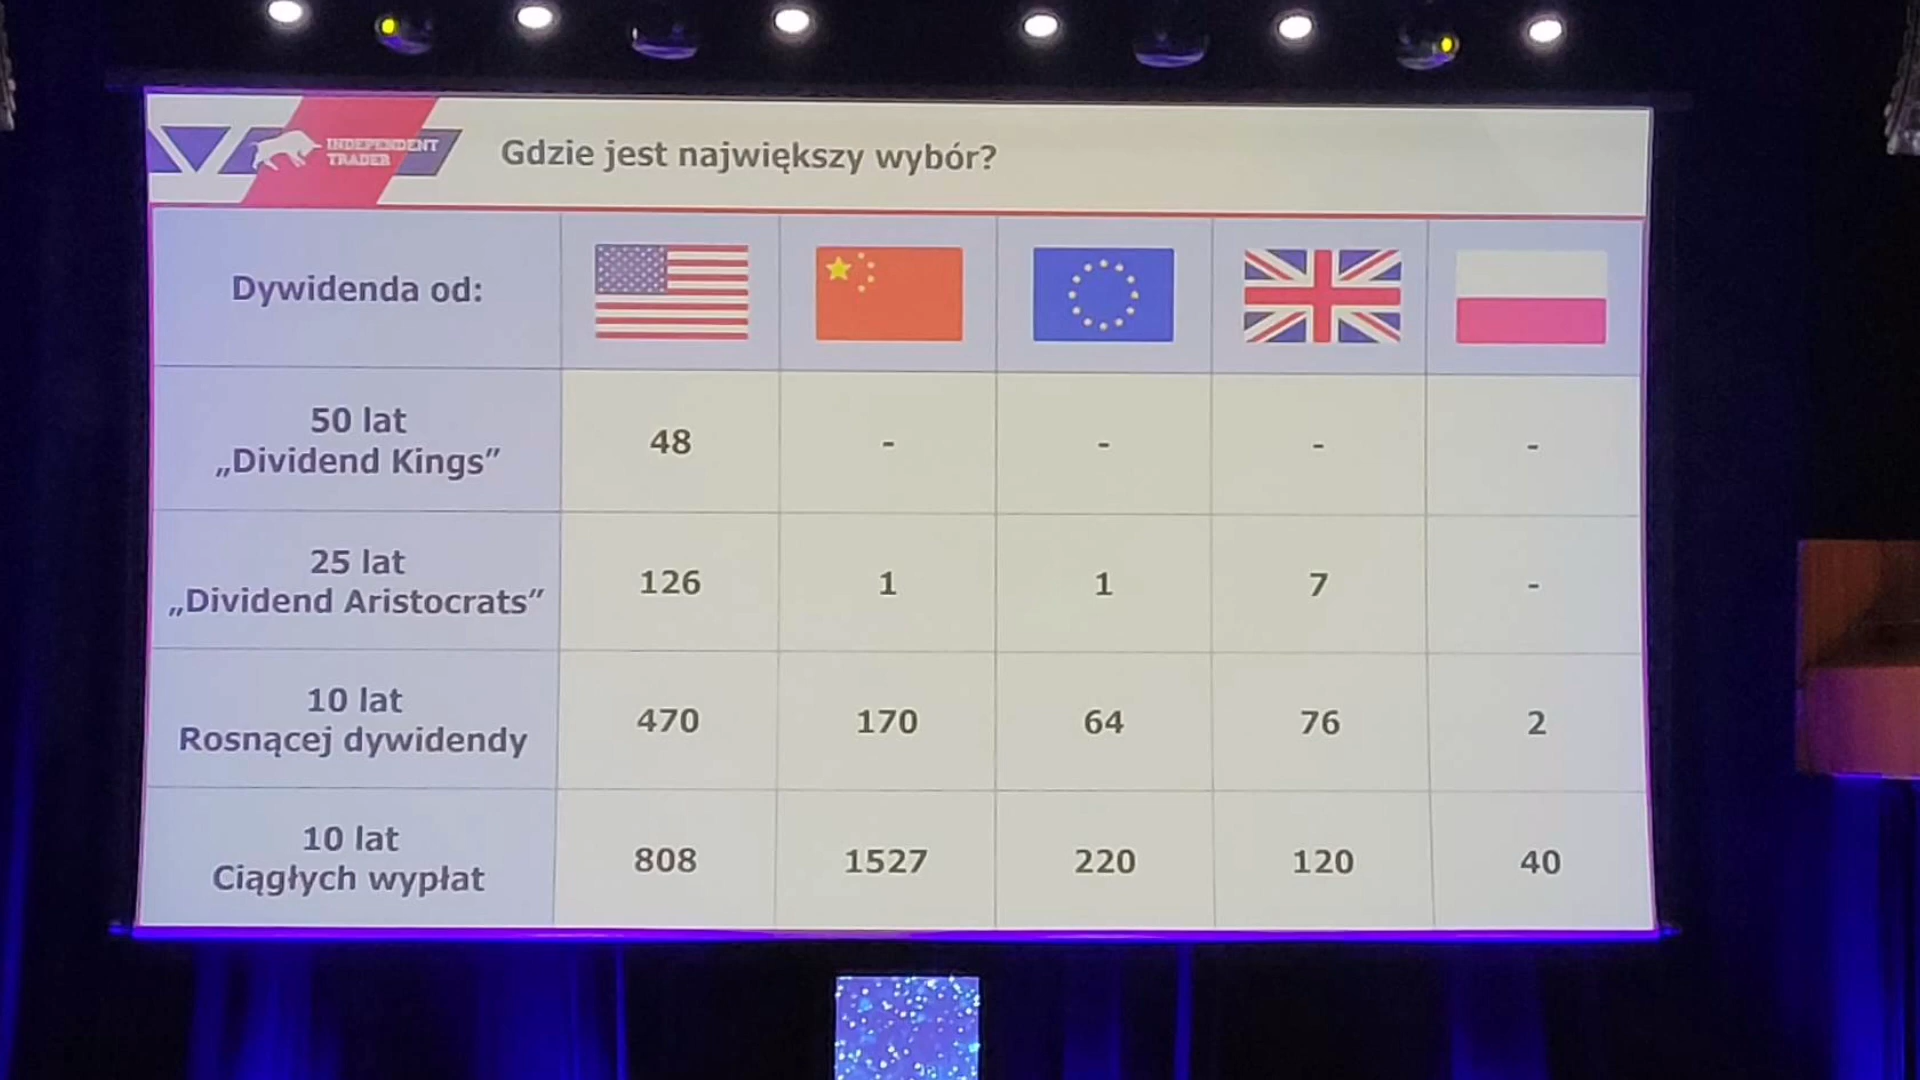 INDEPENDENT
TRADER
Gdzie jest największy wybór?
Dywidenda od:
50 lat
„Dividend Kings”
48 - - - -
25 lat
„Dividend Aristocrats”
126 1 1 7 -
10 lat
Rosnącej dywidendy
470 170 64 76 2
10 lat
Ciągłych wypłat
808 1527 220 120 40